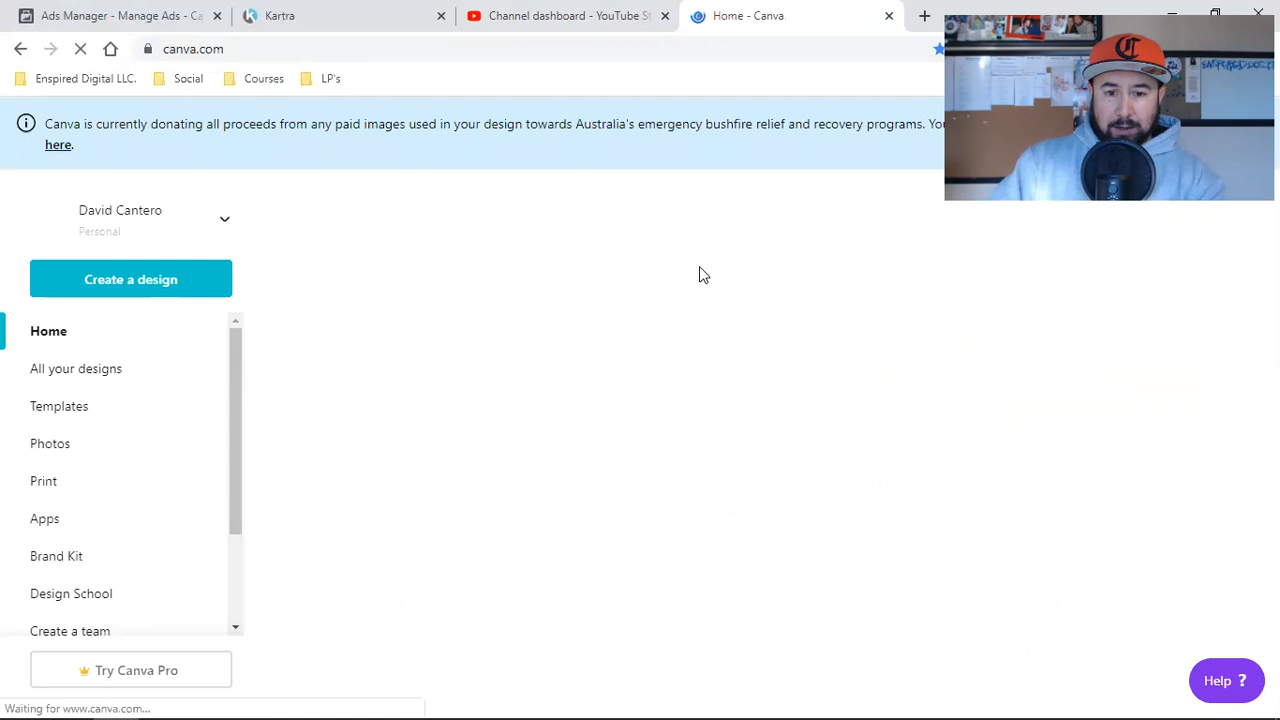 Ads Manager - Manage Ads - Ca
Kartra
Channel dashboard - YouTube St
Home - Canva
canva.com
Enspired Digital LLC.
Social
Courses
LP's
Canva is currently donating all proceeds from any paid images used in your design towards Australia's emergency bushfire relief and recovery programs. You
here.
David Cantero
Personal
Create a design
Home
All your designs
Templates
Photos
Print
Apps
Brand Kit
Design School
Create a team
Try Canva Pro
Help ?
Waiting for www.canva.com...